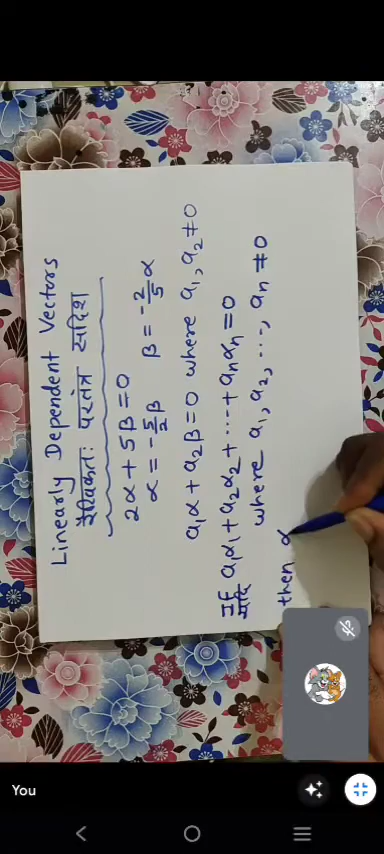 Linearly Dependent Vectors
रैखिकतः परतंत्र सदिश
2α + 5β = 0
α = -5/2 β    β = -2/5 α
a₁α + a₂β = 0 where a₁, a₂ ≠ 0
If a₁α₁ + a₂α₂ + ... + aₙαₙ = 0
यदि where a₁, a₂, ..., aₙ ≠ 0
then α
You